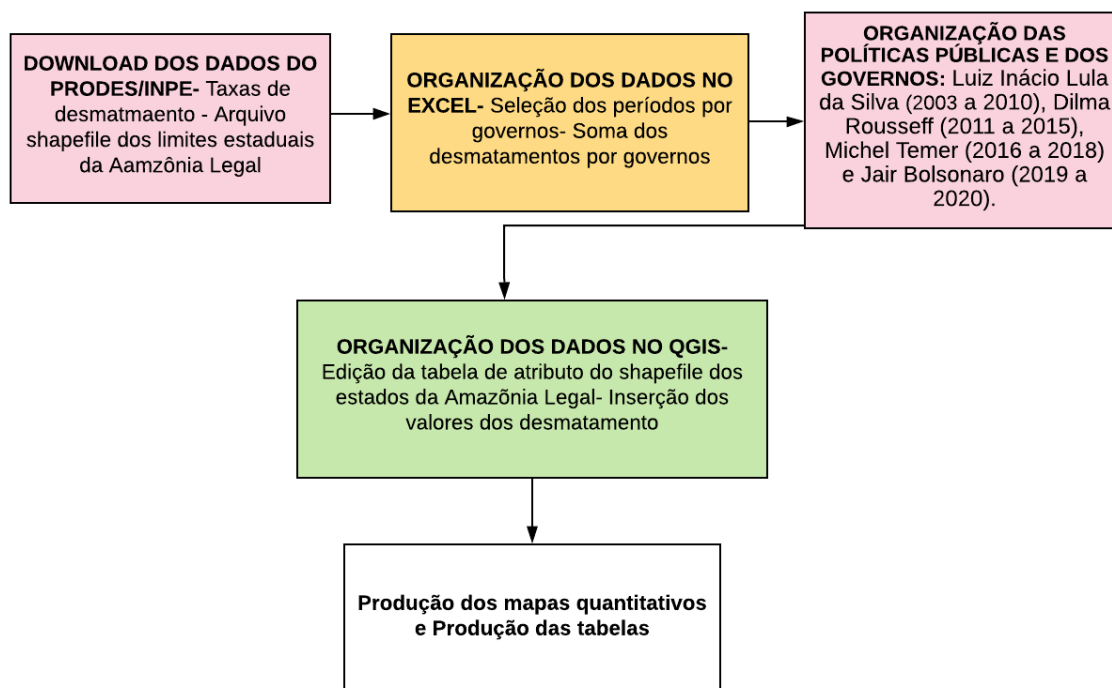 DOWNLOAD DOS DADOS DO
PRODES/INPE- Taxas de
desmatmaento - Arquivo
shapefile dos limites estaduais
da Aamzônia Legal
ORGANIZAÇÃO DOS DADOS NO
EXCEL- Seleção dos períodos por
governos- Soma dos
desmatamentos por governos
ORGANIZAÇÃO DAS
POLÍTICAS PÚBLICAS E DOS
GOVERNOS: Luiz Inácio Lula
da Silva (2003 a 2010), Dilma
Rousseff (2011 a 2015),
Michel Temer (2016 a 2018)
e Jair Bolsonaro (2019 a
2020).
ORGANIZAÇÃO DOS DADOS NO QGIS-
Edição da tabela de atributo do shapefile dos
estados da Amazõnia Legal- Inserção dos
valores dos desmatamento
Produção dos mapas quantitativos
e Produção das tabelas